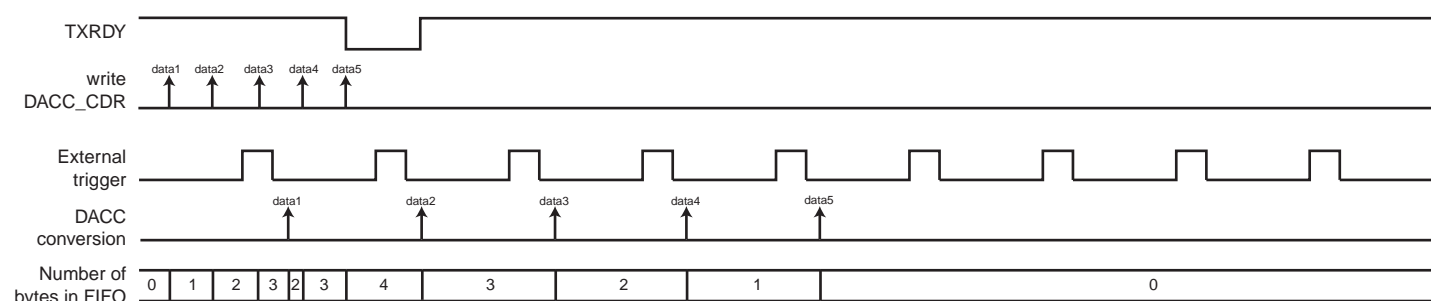 TXRDY
data1 data2 data3 data4 data5
write
DACC_CDR
External
trigger
data1 data2 data3 data4 data5
DACC
conversion
Number of
bytes in FIFO
0 1 2 3 2 3 4 3 2 1 0